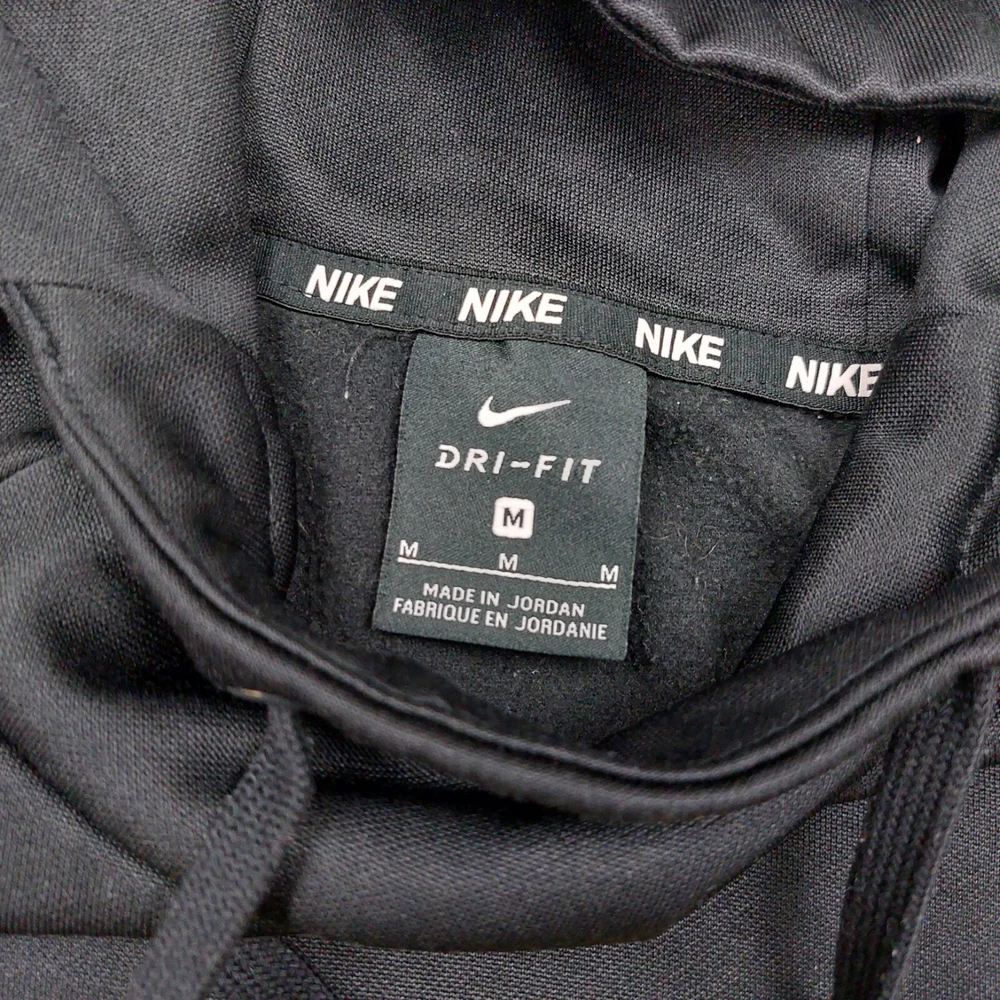 NIKE NIKE NIKE NIKE
DRI-FIT
M
M M M
MADE IN JORDAN
FABRIQUE EN JORDANIE